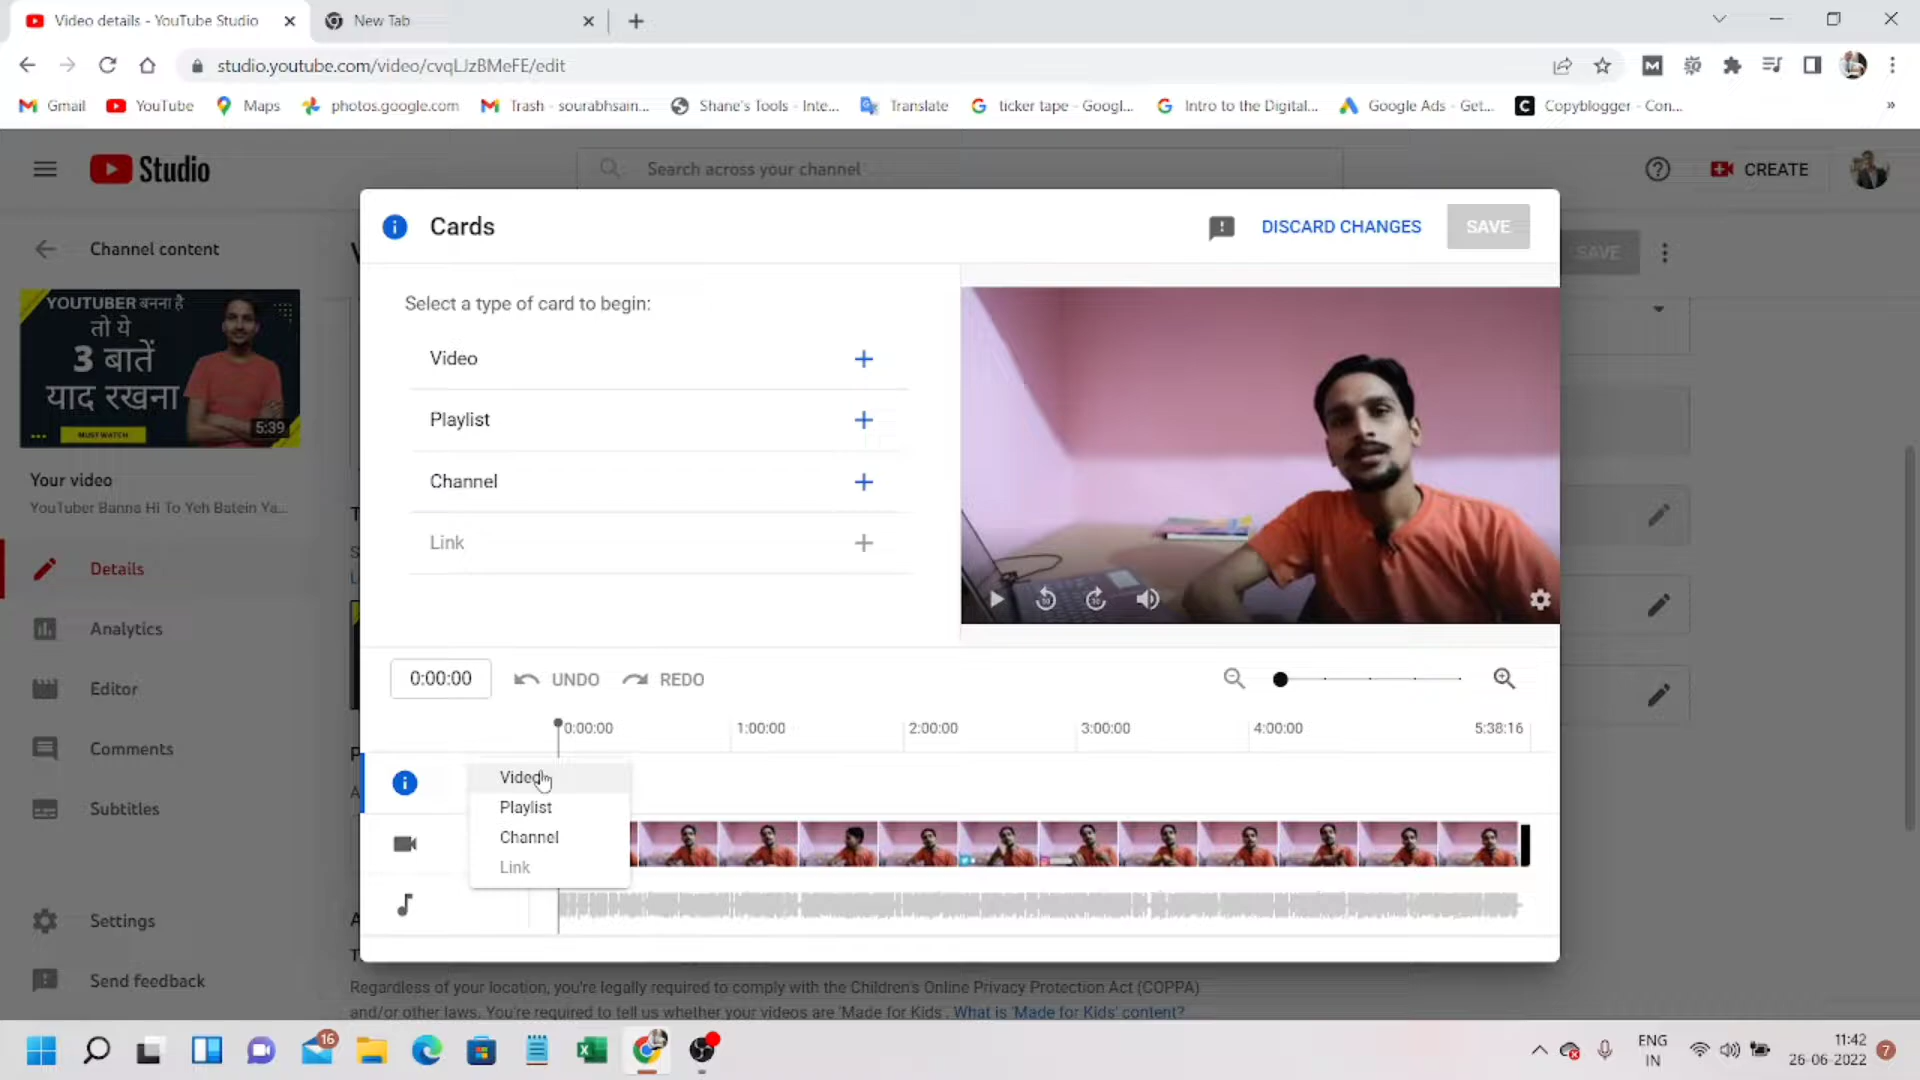 Video details - YouTube Studio
New Tab
studio.youtube.com/video/cvqLJzBMeFE/edit
Gmail
YouTube
Maps
photos.google.com
Trash - sourabhsain...
Shane's Tools - Inte...
Translate
ticker tape - Googl...
Intro to the Digital...
Google Ads - Get...
Copyblogger - Con...
»
Studio
Search across your channel
CREATE
Cards
DISCARD CHANGES
SAVE
Channel content
SAVE
YOUTUBER बनना है
तो ये
3 बातें
याद रखना
MUST WATCH
5:39
Select a type of card to begin:
Video
Playlist
Channel
Link
Your video
YouTuber Banna Hi To Yeh Batein Ya...
Details
Analytics
Editor
Comments
Subtitles
Settings
Send feedback
0:00:00
UNDO
REDO
0:00:00
1:00:00
2:00:00
3:00:00
4:00:00
5:38:16
Video
Playlist
Channel
Link
Regardless of your location, you're legally required to comply with the Children's Online Privacy Protection Act (COPPA)
and/or other laws. You're required to tell us whether your videos are 'Made for Kids'. What is 'Made for Kids' content?
16
ENG
IN
11:42
26-06-2022
7